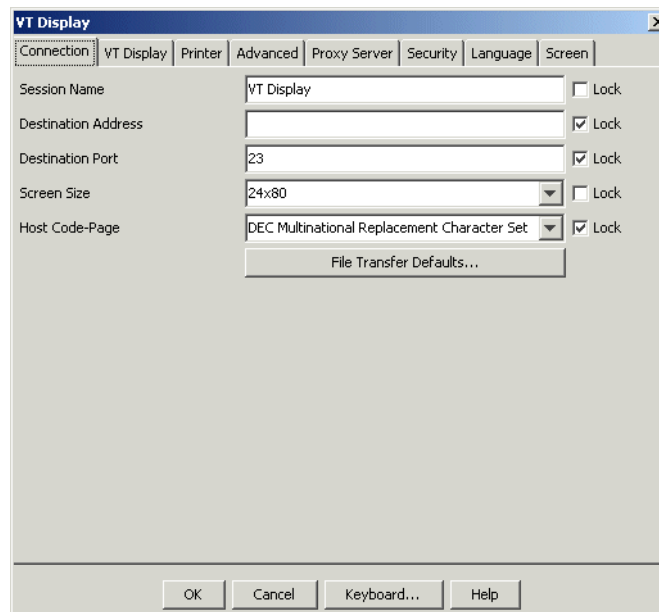 VT Display
Connection VT Display Printer Advanced Proxy Server Security Language Screen
Session Name VT Display Lock
Destination Address Lock
Destination Port 23 Lock
Screen Size 24x80 Lock
Host Code-Page DEC Multinational Replacement Character Set Lock
File Transfer Defaults...
OK Cancel Keyboard... Help